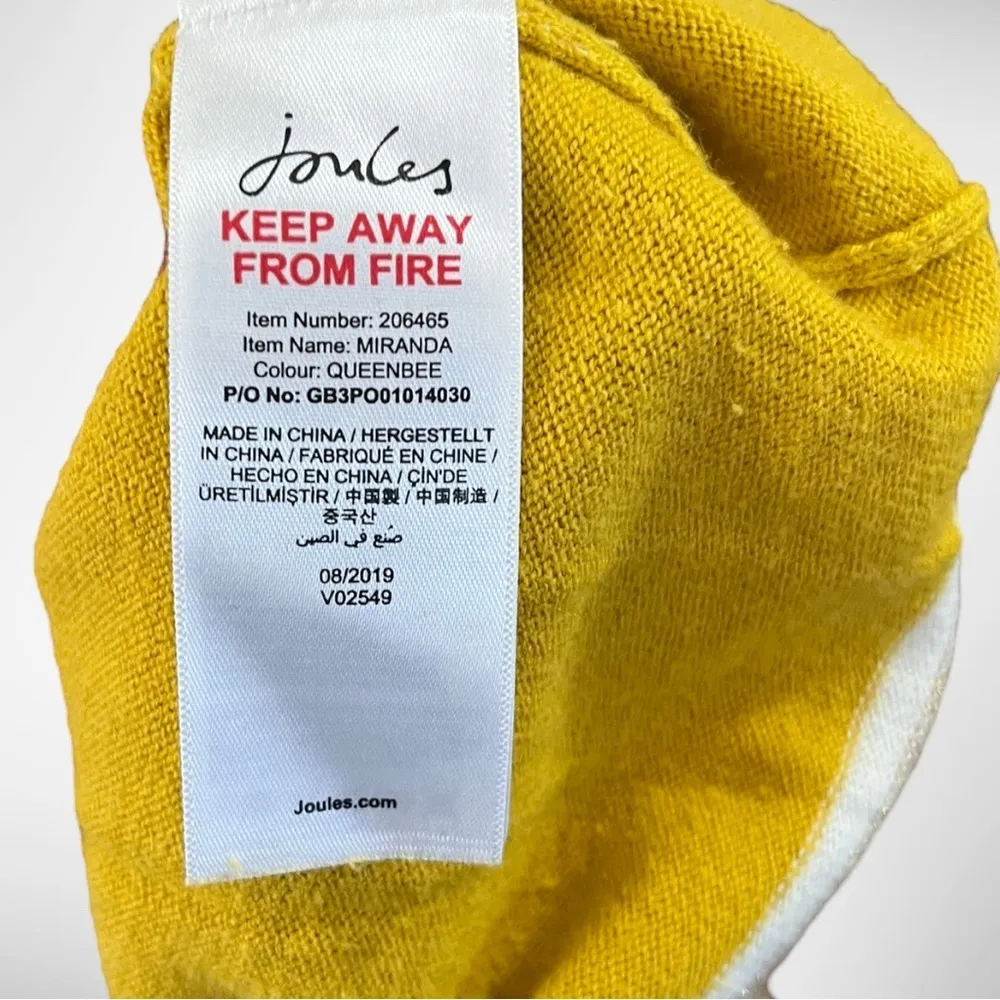 Joules
KEEP AWAY
FROM FIRE
Item Number: 206465
Item Name: MIRANDA
Colour: QUEENBEE
P/O No: GB3PO01014030
MADE IN CHINA / HERGESTELLT
IN CHINA / FABRIQUÉ EN CHINE /
HECHO EN CHINA / ÇİN'DE
ÜRETİLMİŞTİR / 中国製 / 中国制造 /
중국산
صُنع في الصين
08/2019
V02549
Joules.com